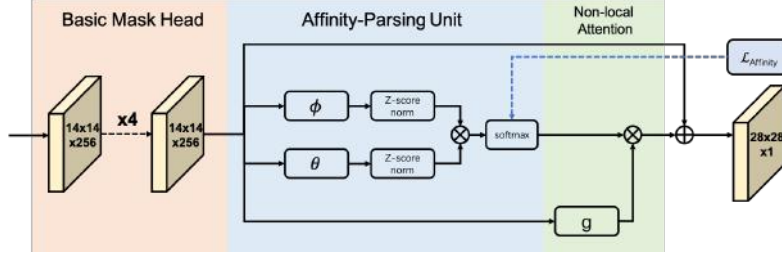 Basic Mask Head
Affinity-Parsing Unit
Non-local
Attention
ℒAffinity
14x14
x256
x4
14x14
x256
ϕ
Z-score
norm
softmax
θ
Z-score
norm
g
28x28
x1